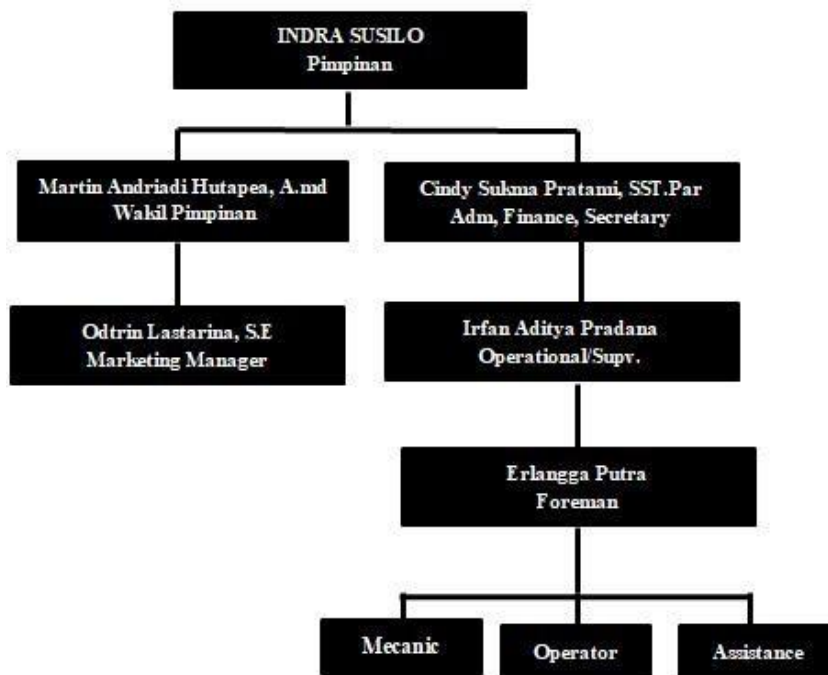 INDRA SUSILO
Pimpinan
Martin Andriadi Hutapea, A.md
Wakil Pimpinan
Cindy Sukma Pratami, SST.Par
Adm, Finance, Secretary
Odtrin Lastarina, S.E
Marketing Manager
Irfan Aditya Pradana
Operational/Supv.
Erlangga Putra
Foreman
Mecanic
Operator
Assistance